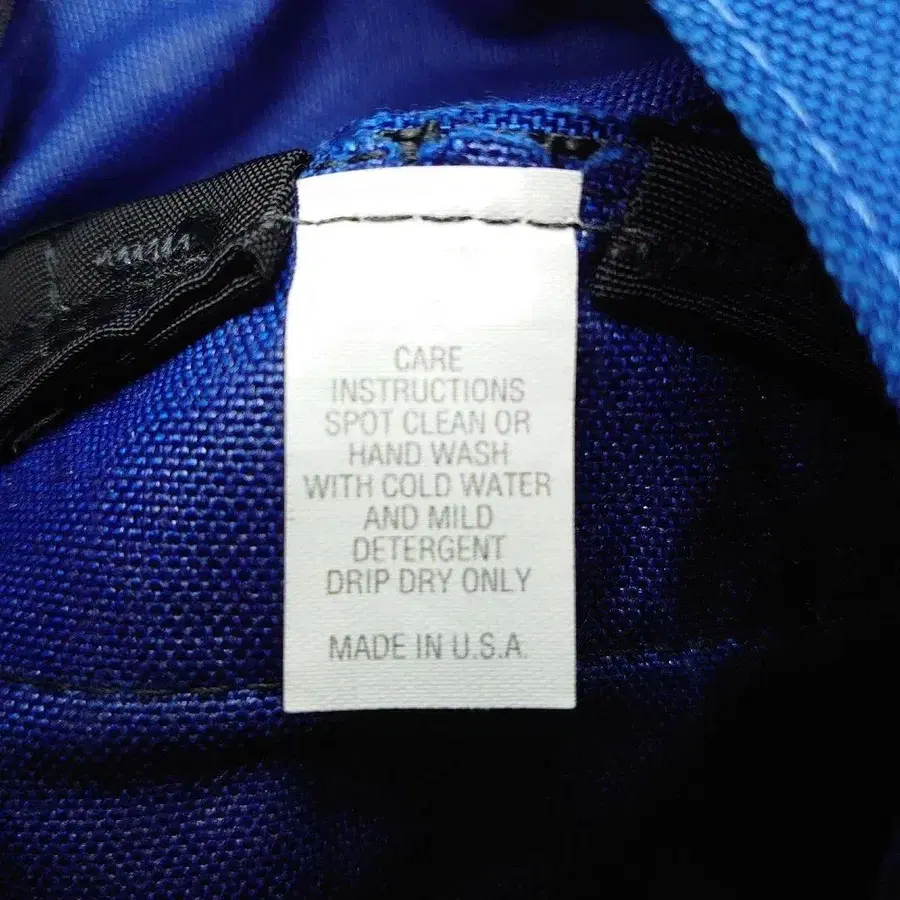 CARE
INSTRUCTIONS
SPOT CLEAN OR
HAND WASH
WITH COLD WATER
AND MILD
DETERGENT
DRIP DRY ONLY
MADE IN U.S.A.